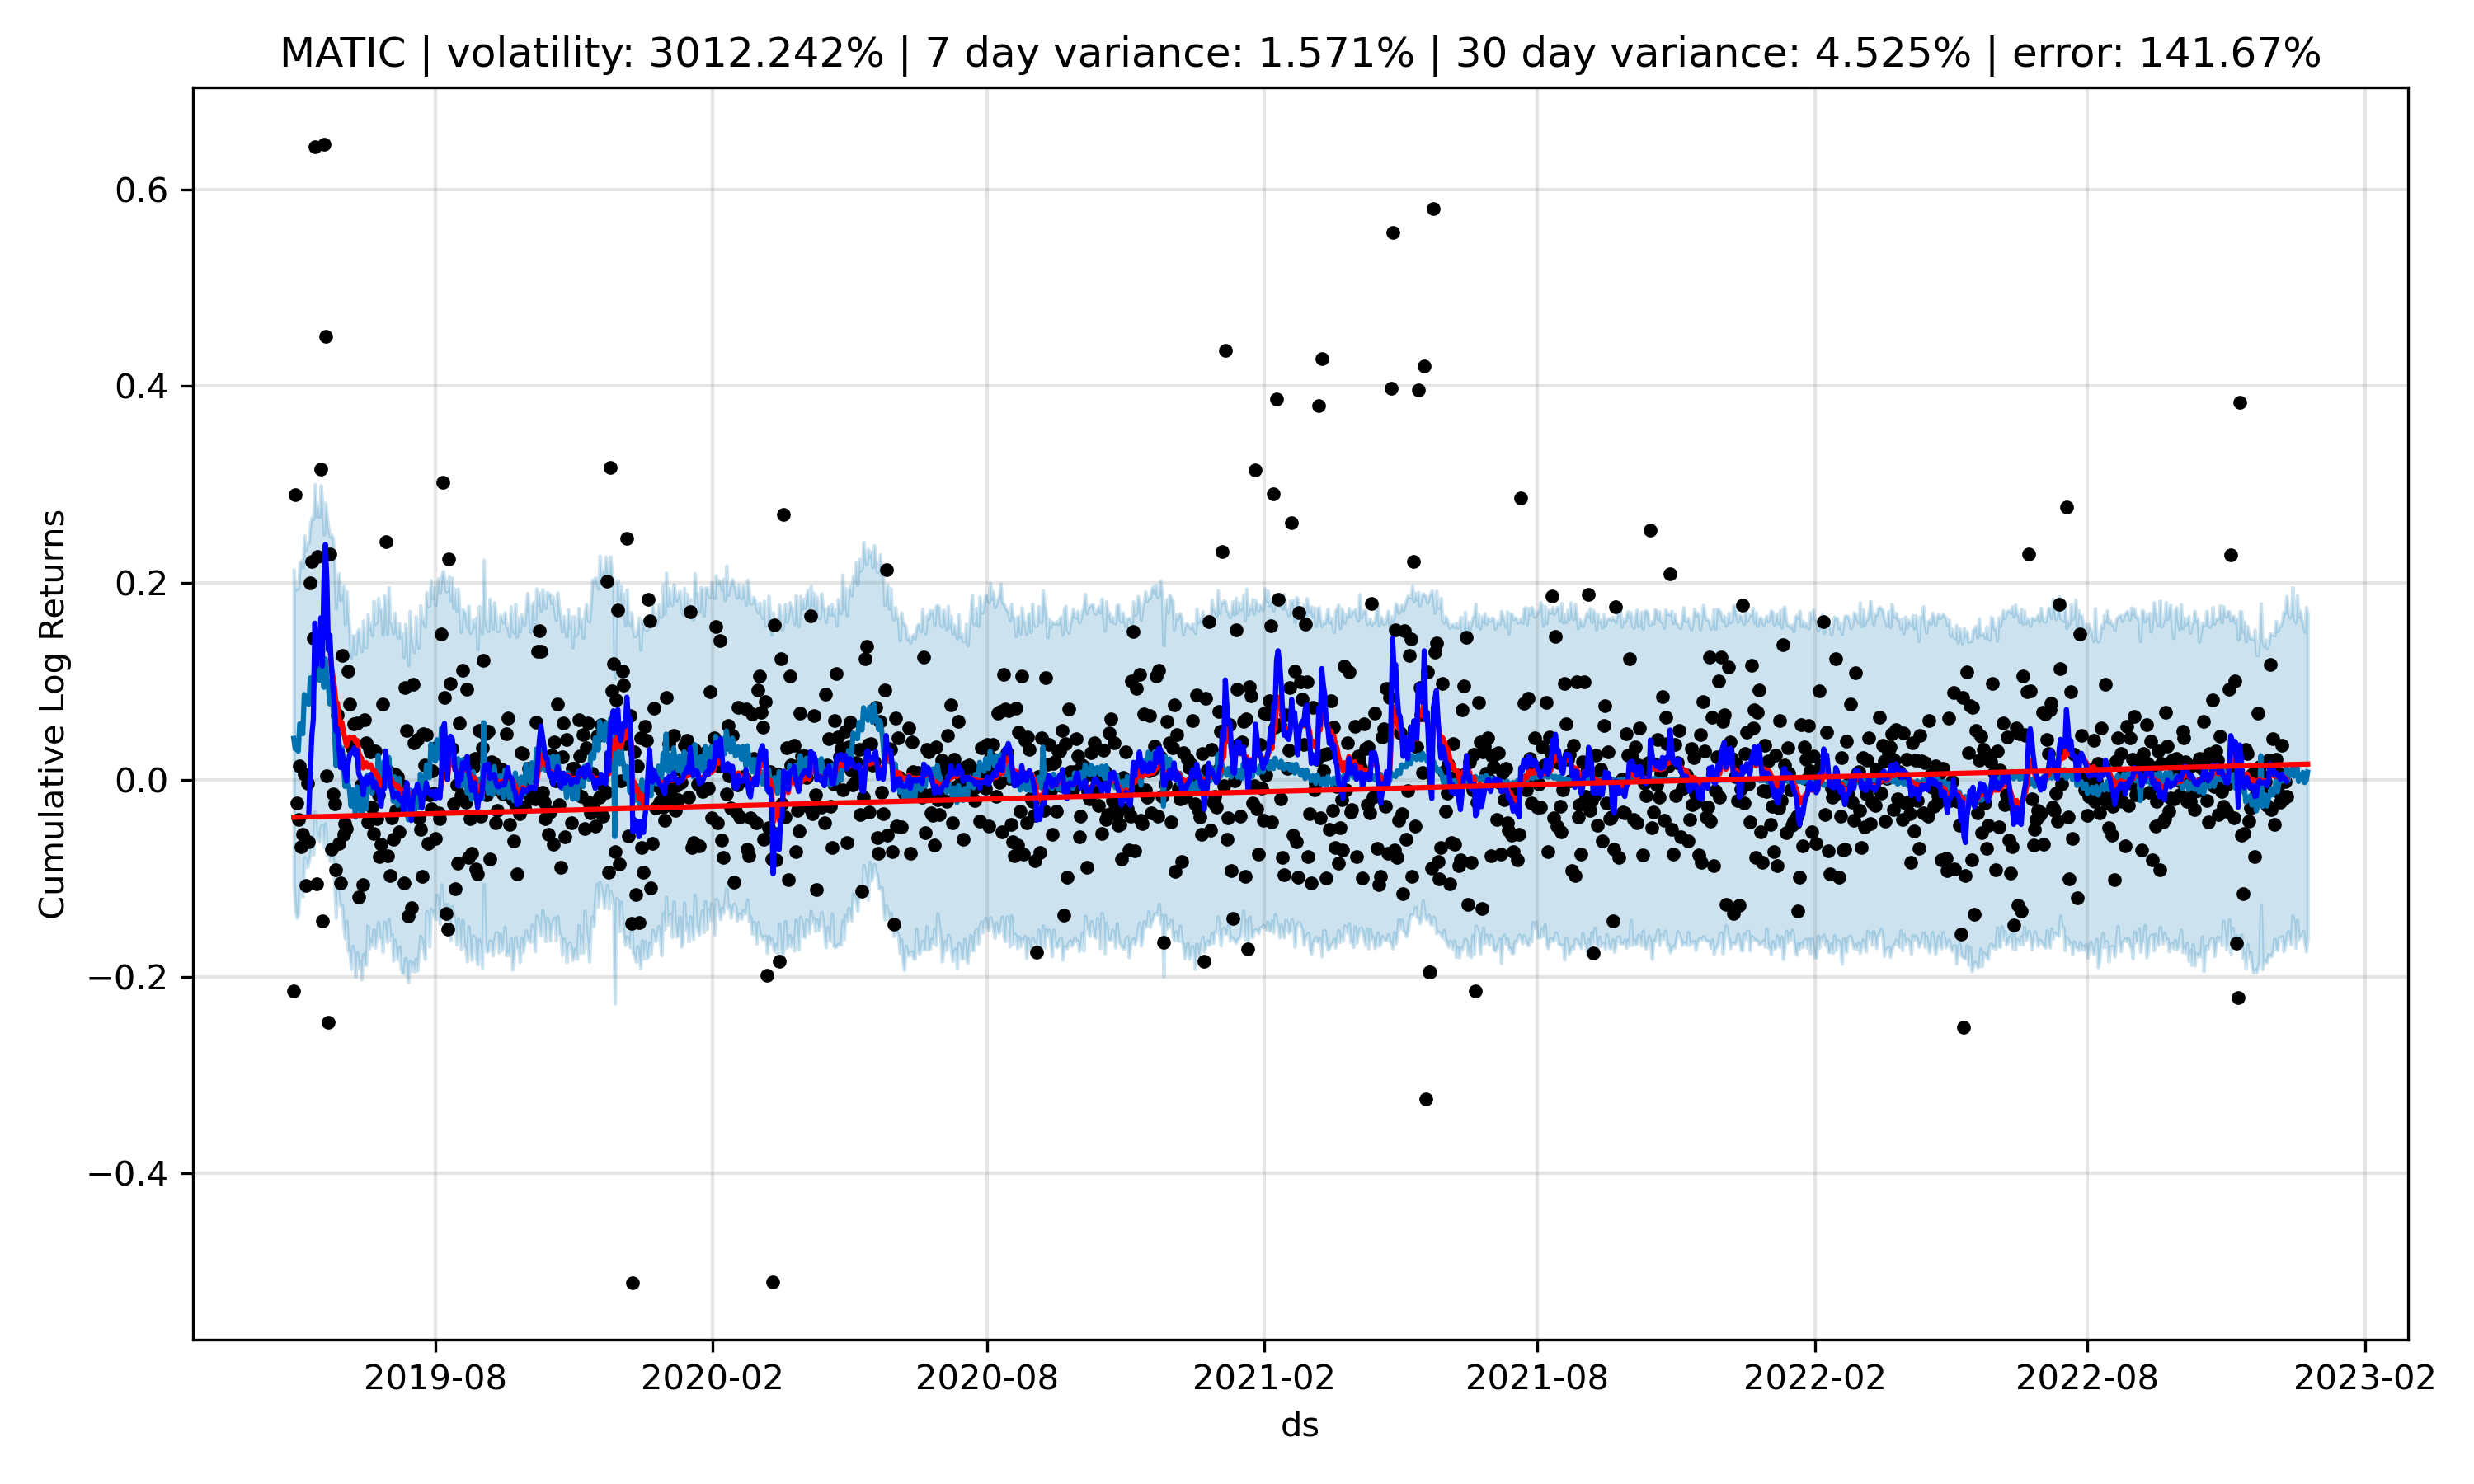 MATIC | volatility: 3012.242% | 7 day variance: 1.571% | 30 day variance: 4.525% | error: 141.67%
Cumulative Log Returns
0.6
0.4
0.2
0.0
−0.2
−0.4
2019-08 2020-02 2020-08 2021-02 2021-08 2022-02 2022-08 2023-02
ds